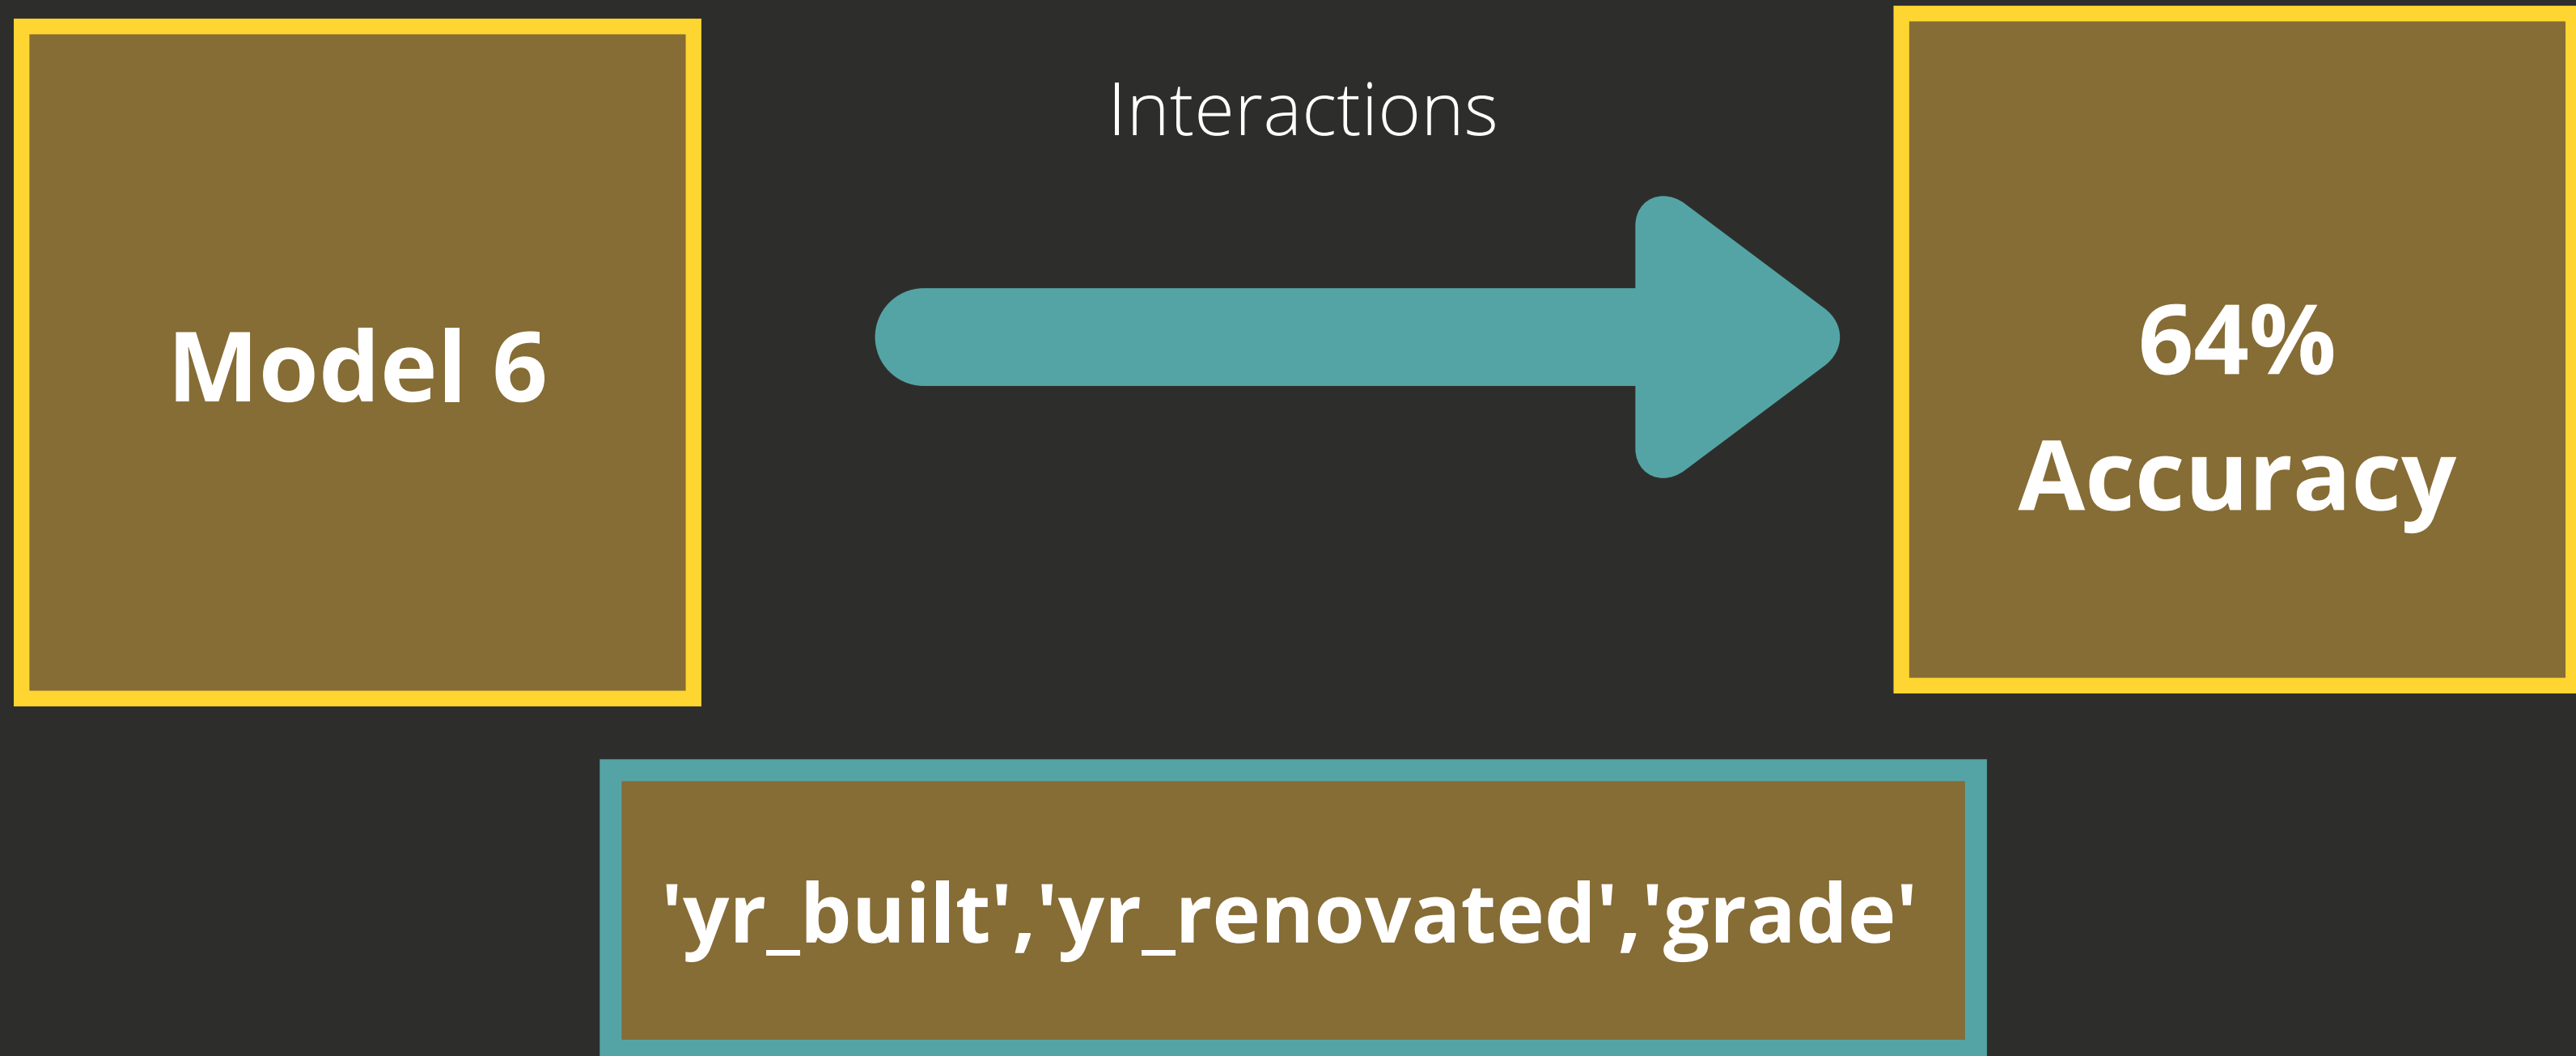 Interactions
Model 6
64%
Accuracy
'yr_built','yr_renovated','grade'